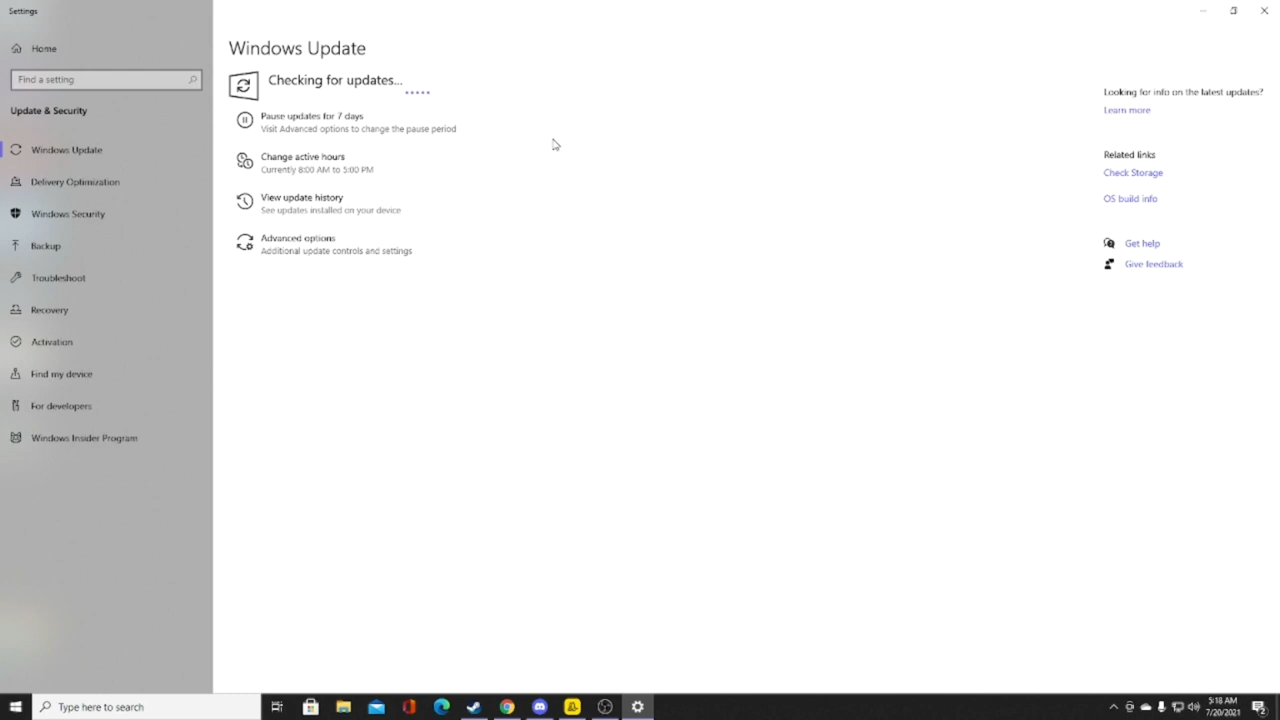 Settings
Home
Find a setting
Update & Security
Windows Update
Delivery Optimization
Windows Security
Backup
Troubleshoot
Recovery
Activation
Find my device
For developers
Windows Insider Program
Windows Update
Checking for updates...
Pause updates for 7 days
Visit Advanced options to change the pause period
Change active hours
Currently 8:00 AM to 5:00 PM
View update history
See updates installed on your device
Advanced options
Additional update controls and settings
Looking for info on the latest updates?
Learn more
Related links
Check Storage
OS build info
Get help
Give feedback
Type here to search
5:18 AM
7/20/2021
2